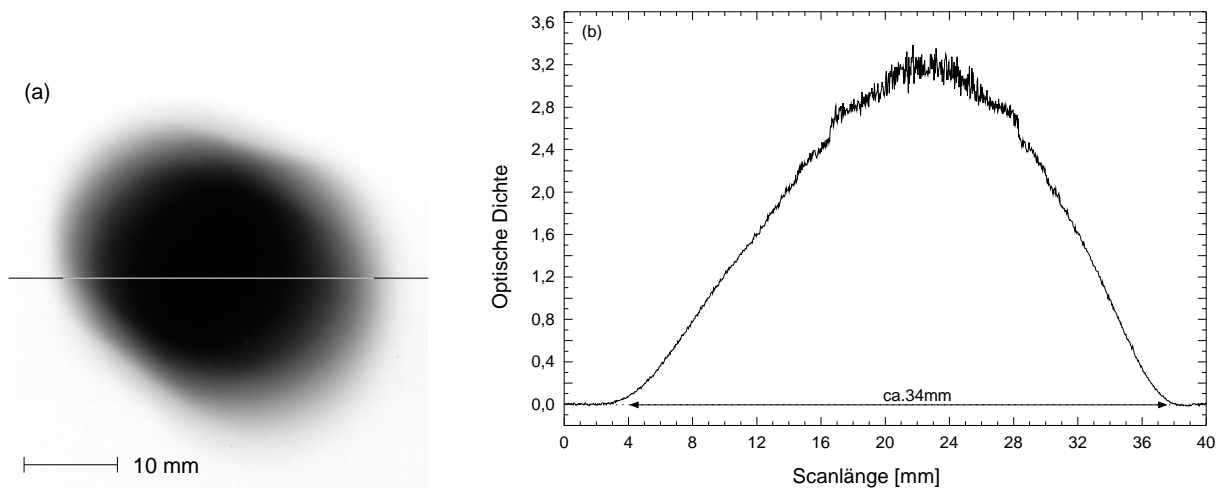 (a)
10 mm
(b)
Optische Dichte
3,6
3,2
2,8
2,4
2,0
1,6
1,2
0,8
0,4
0,0
ca.34mm
0 4 8 12 16 20 24 28 32 36 40
Scanlänge [mm]